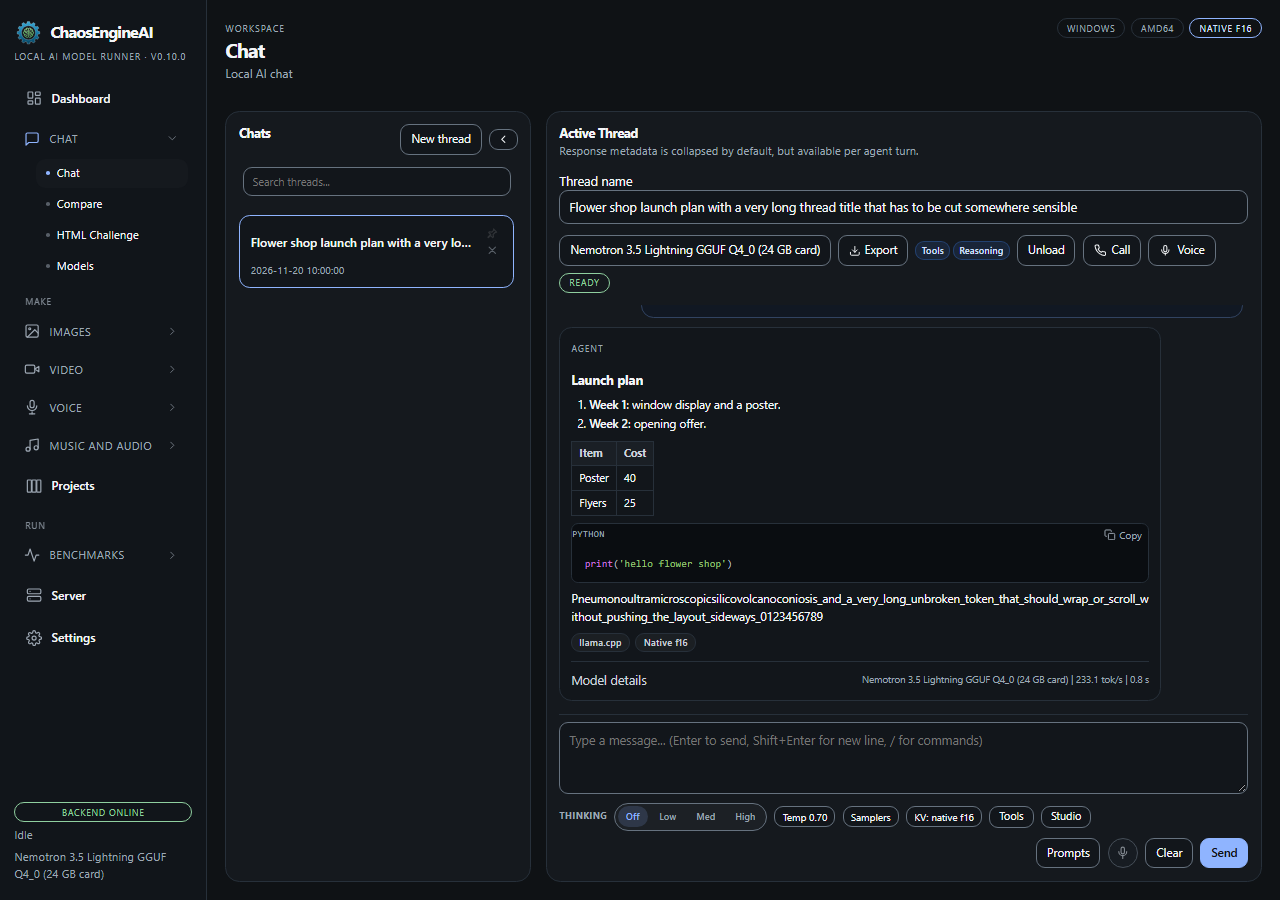 ChaosEngineAI
LOCAL AI MODEL RUNNER · V0.10.0
Dashboard
CHAT
Chat
Compare
HTML Challenge
Models
MAKE
IMAGES
VIDEO
VOICE
MUSIC AND AUDIO
Projects
RUN
BENCHMARKS
Server
Settings
BACKEND ONLINE
Idle
Nemotron 3.5 Lightning GGUF
Q4_0 (24 GB card)
WORKSPACE
Chat
Local AI chat
WINDOWS
AMD64
NATIVE F16
Chats
New thread
Search threads...
Flower shop launch plan with a very lo...
2026-11-20 10:00:00
Active Thread
Response metadata is collapsed by default, but available per agent turn.
Thread name
Flower shop launch plan with a very long thread title that has to be cut somewhere sensible
Nemotron 3.5 Lightning GGUF Q4_0 (24 GB card)
Export
Tools
Reasoning
Unload
Call
Voice
READY
AGENT
Launch plan
1. Week 1: window display and a poster.
2. Week 2: opening offer.
Item Cost
Poster 40
Flyers 25
PYTHON
Copy
print('hello flower shop')
Pneumonoultramicroscopicsilicovolcanoconiosis_and_a_very_long_unbroken_token_that_should_wrap_or_scroll_w
ithout_pushing_the_layout_sideways_0123456789
llama.cpp
Native f16
Model details
Nemotron 3.5 Lightning GGUF Q4_0 (24 GB card) | 233.1 tok/s | 0.8 s
Type a message... (Enter to send, Shift+Enter for new line, / for commands)
THINKING
Off
Low
Med
High
Temp 0.70
Samplers
KV: native f16
Tools
Studio
Prompts
Clear
Send